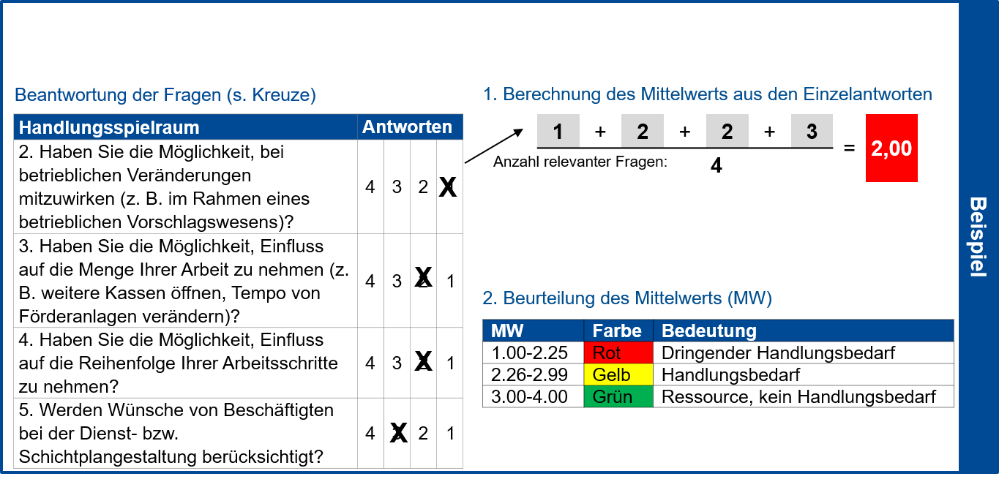 Beantwortung der Fragen (s. Kreuze)
Handlungsspielraum Antworten
2. Haben Sie die Möglichkeit, bei
betrieblichen Veränderungen
mitzuwirken (z. B. im Rahmen eines
betrieblichen Vorschlagswesens)?
4 3 2 X
3. Haben Sie die Möglichkeit, Einfluss
auf die Menge Ihrer Arbeit zu nehmen (z.
B. weitere Kassen öffnen, Tempo von
Förderanlagen verändern)?
4 3 X 1
4. Haben Sie die Möglichkeit, Einfluss
auf die Reihenfolge Ihrer Arbeitsschritte
zu nehmen?
4 3 X 1
5. Werden Wünsche von Beschäftigten
bei der Dienst- bzw.
Schichtplangestaltung berücksichtigt?
4 X 2 1
1. Berechnung des Mittelwerts aus den Einzelantworten
1 + 2 + 2 + 3
= 2,00
Anzahl relevanter Fragen: 4
2. Beurteilung des Mittelwerts (MW)
MW Farbe Bedeutung
1.00-2.25 Rot Dringender Handlungsbedarf
2.26-2.99 Gelb Handlungsbedarf
3.00-4.00 Grün Ressource, kein Handlungsbedarf
Beispiel